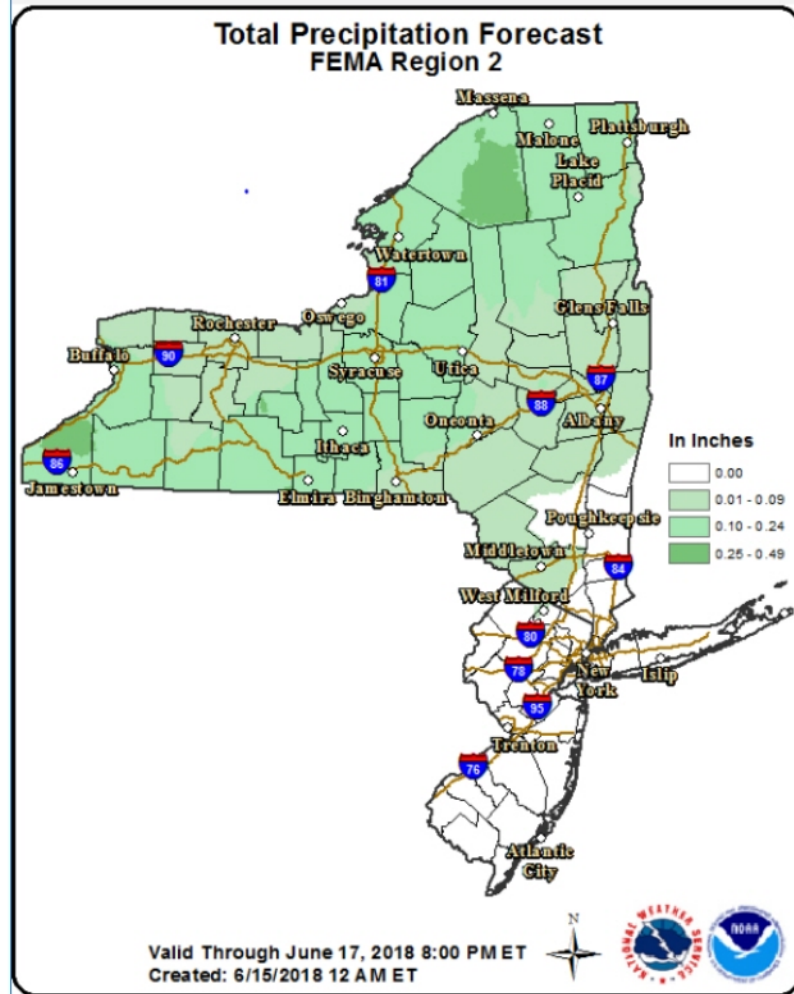 Total Precipitation Forecast
FEMA Region 2
Massena
Malone
Plattsburgh
Lake
Placid
Watertown
81
Oswego
Glens Falls
Rochester
Buffalo
90
Syracuse
Utica
87
88
Albany
Oneonta
Ithaca
86
Jamestown
Elmira
Binghamton
In Inches
0.00
0.01 - 0.09
0.10 - 0.24
0.25 - 0.49
Poughkeepsie
Middletown
84
West Milford
80
78
New
York
Islip
95
Trenton
76
Atlantic
City
N
Valid Through June 17, 2018 8:00 PM ET
Created: 6/15/2018 12 AM ET
NATIONAL WEATHER SERVICE
NOAA